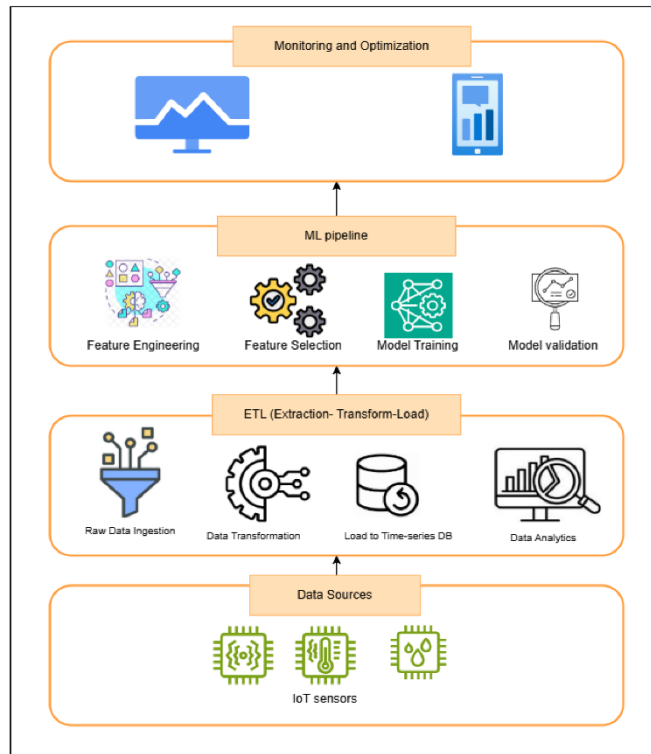 Monitoring and Optimization
ML pipeline
Feature Engineering
Feature Selection
Model Training
Model validation
ETL (Extraction- Transform-Load)
Raw Data Ingestion
Data Transformation
Load to Time-series DB
Data Analytics
Data Sources
IoT sensors